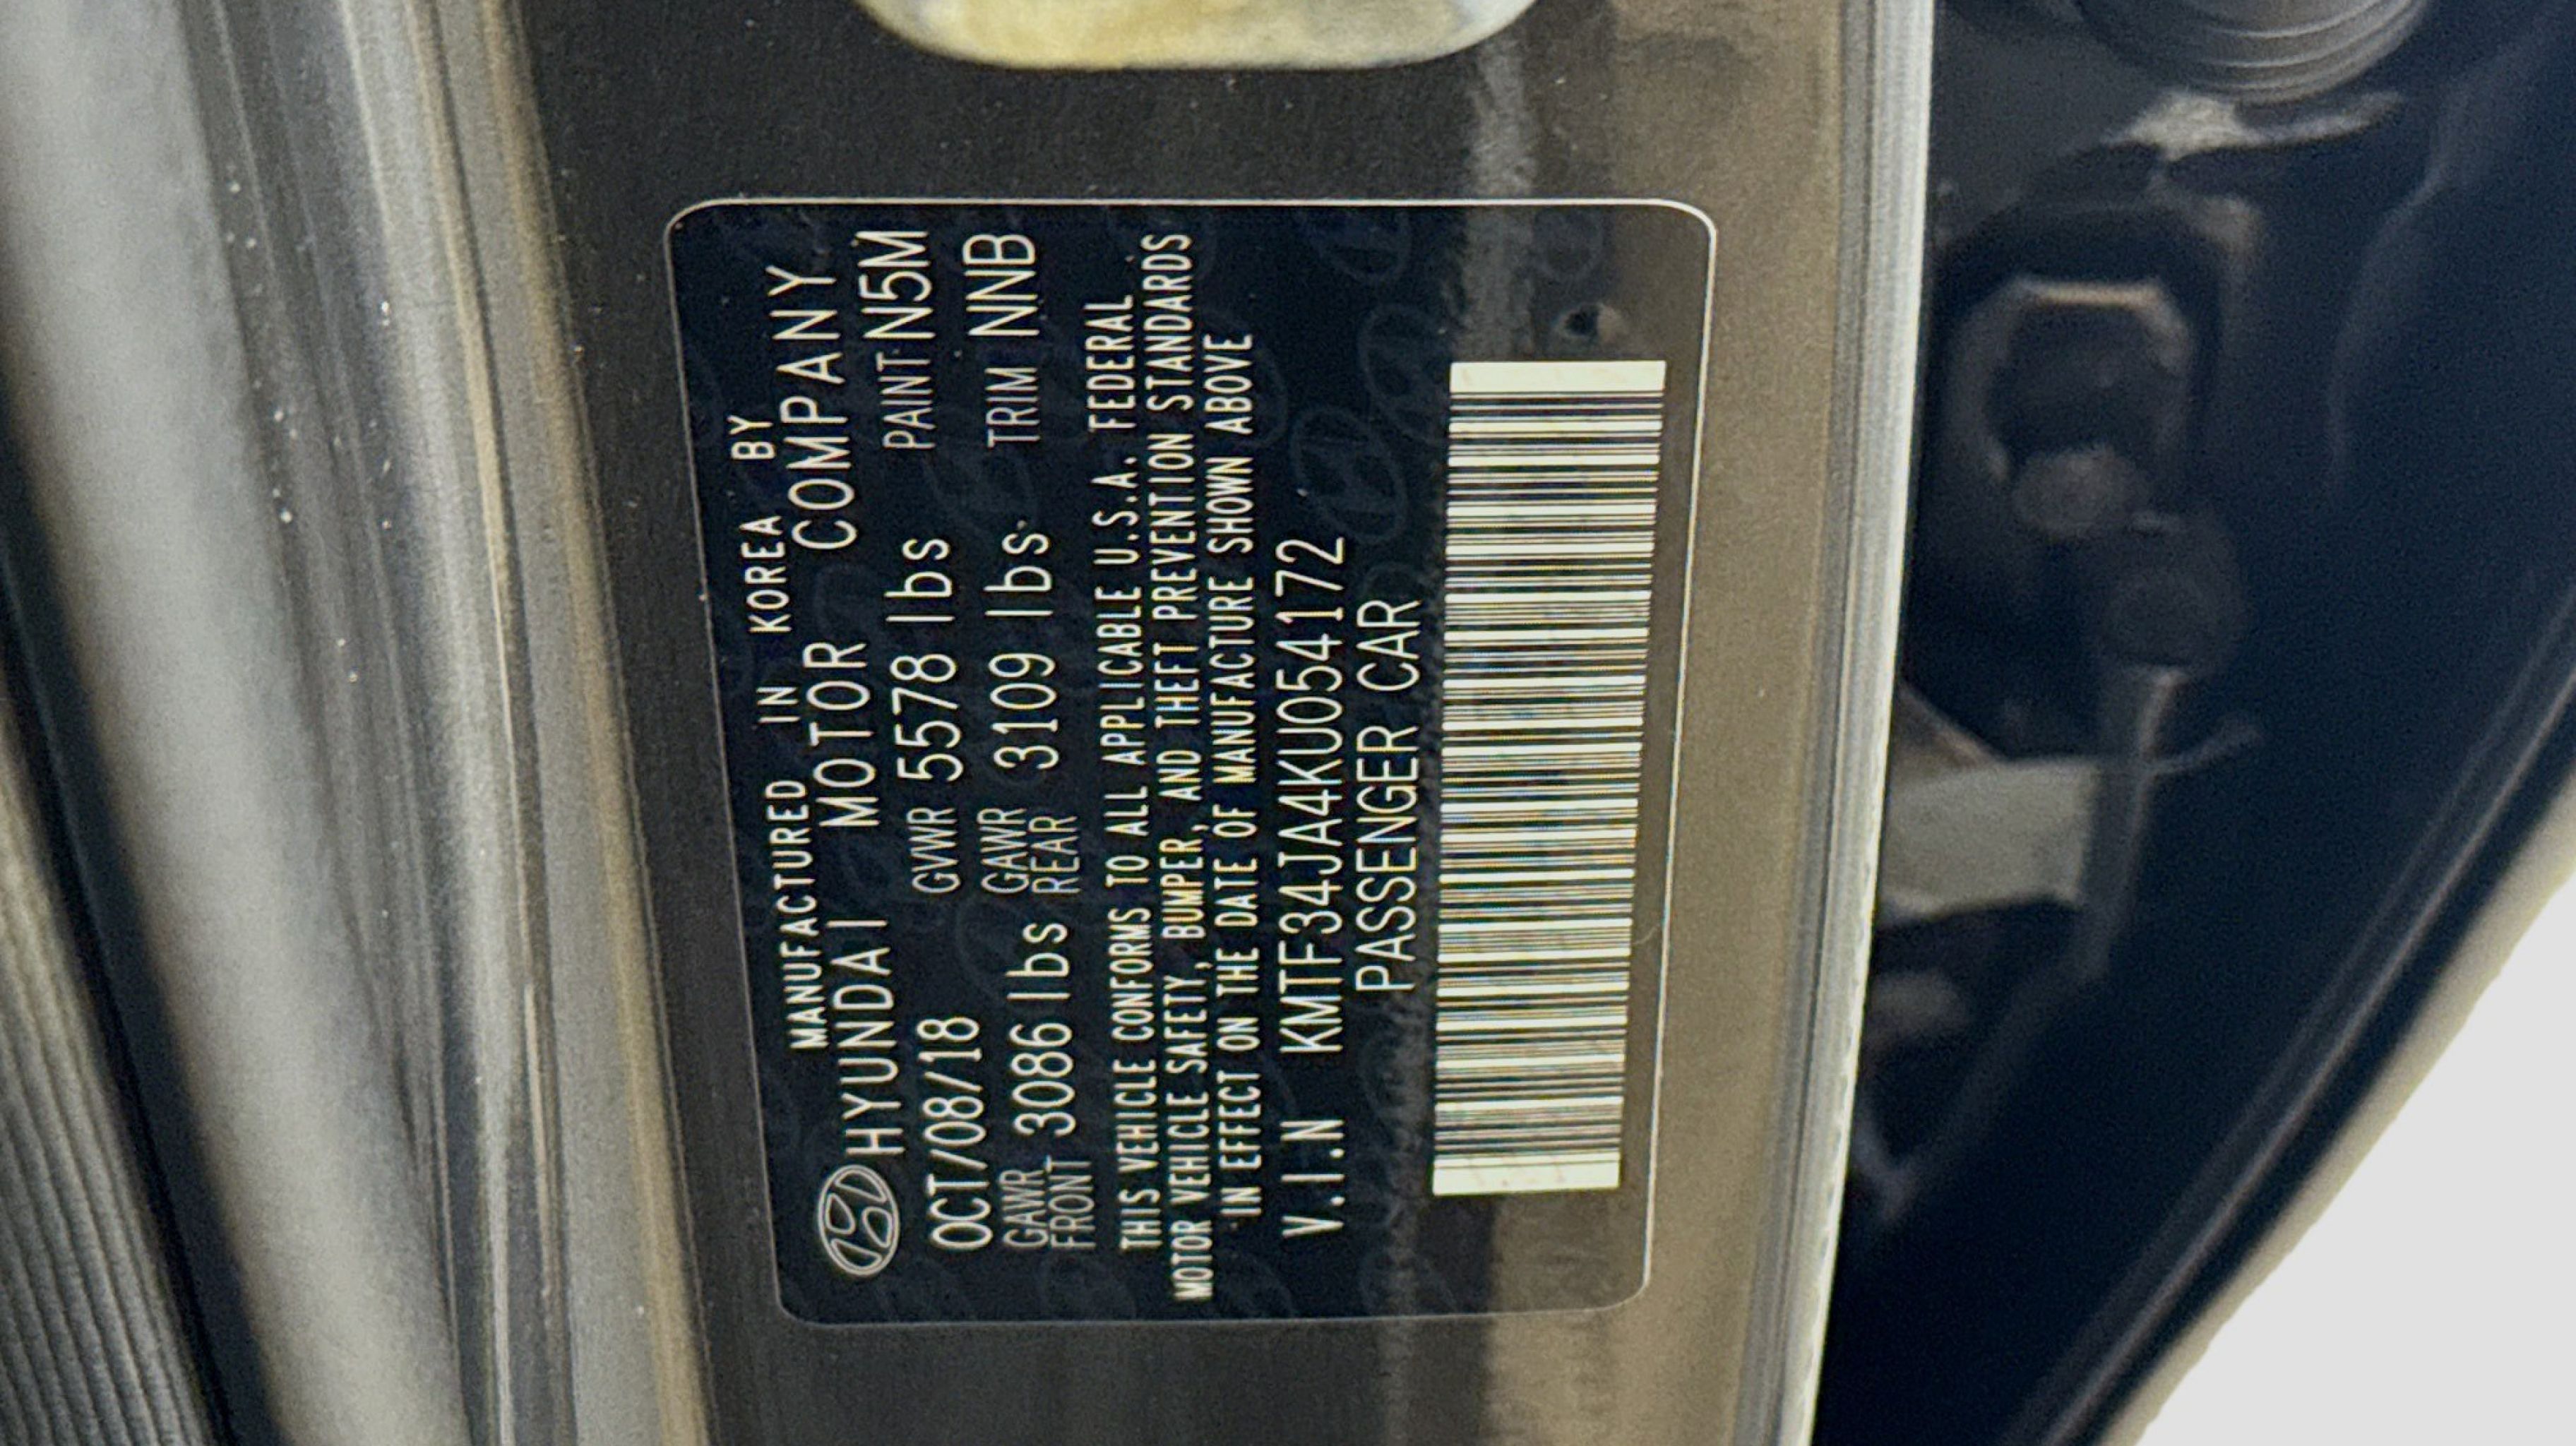 MANUFACTURED IN KOREA BY
HYUNDAI MOTOR COMPANY
OCT/08/18 GVWR 5578 lbs PAINT N5M
GAWR FRONT 3086 lbs GAWR REAR 3109 lbs TRIM NNB
THIS VEHICLE CONFORMS TO ALL APPLICABLE U.S.A. FEDERAL
MOTOR VEHICLE SAFETY, BUMPER, AND THEFT PREVENTION STANDARDS
IN EFFECT ON THE DATE OF MANUFACTURE SHOWN ABOVE
V.I.N KMTF34JA4KU054172
PASSENGER CAR